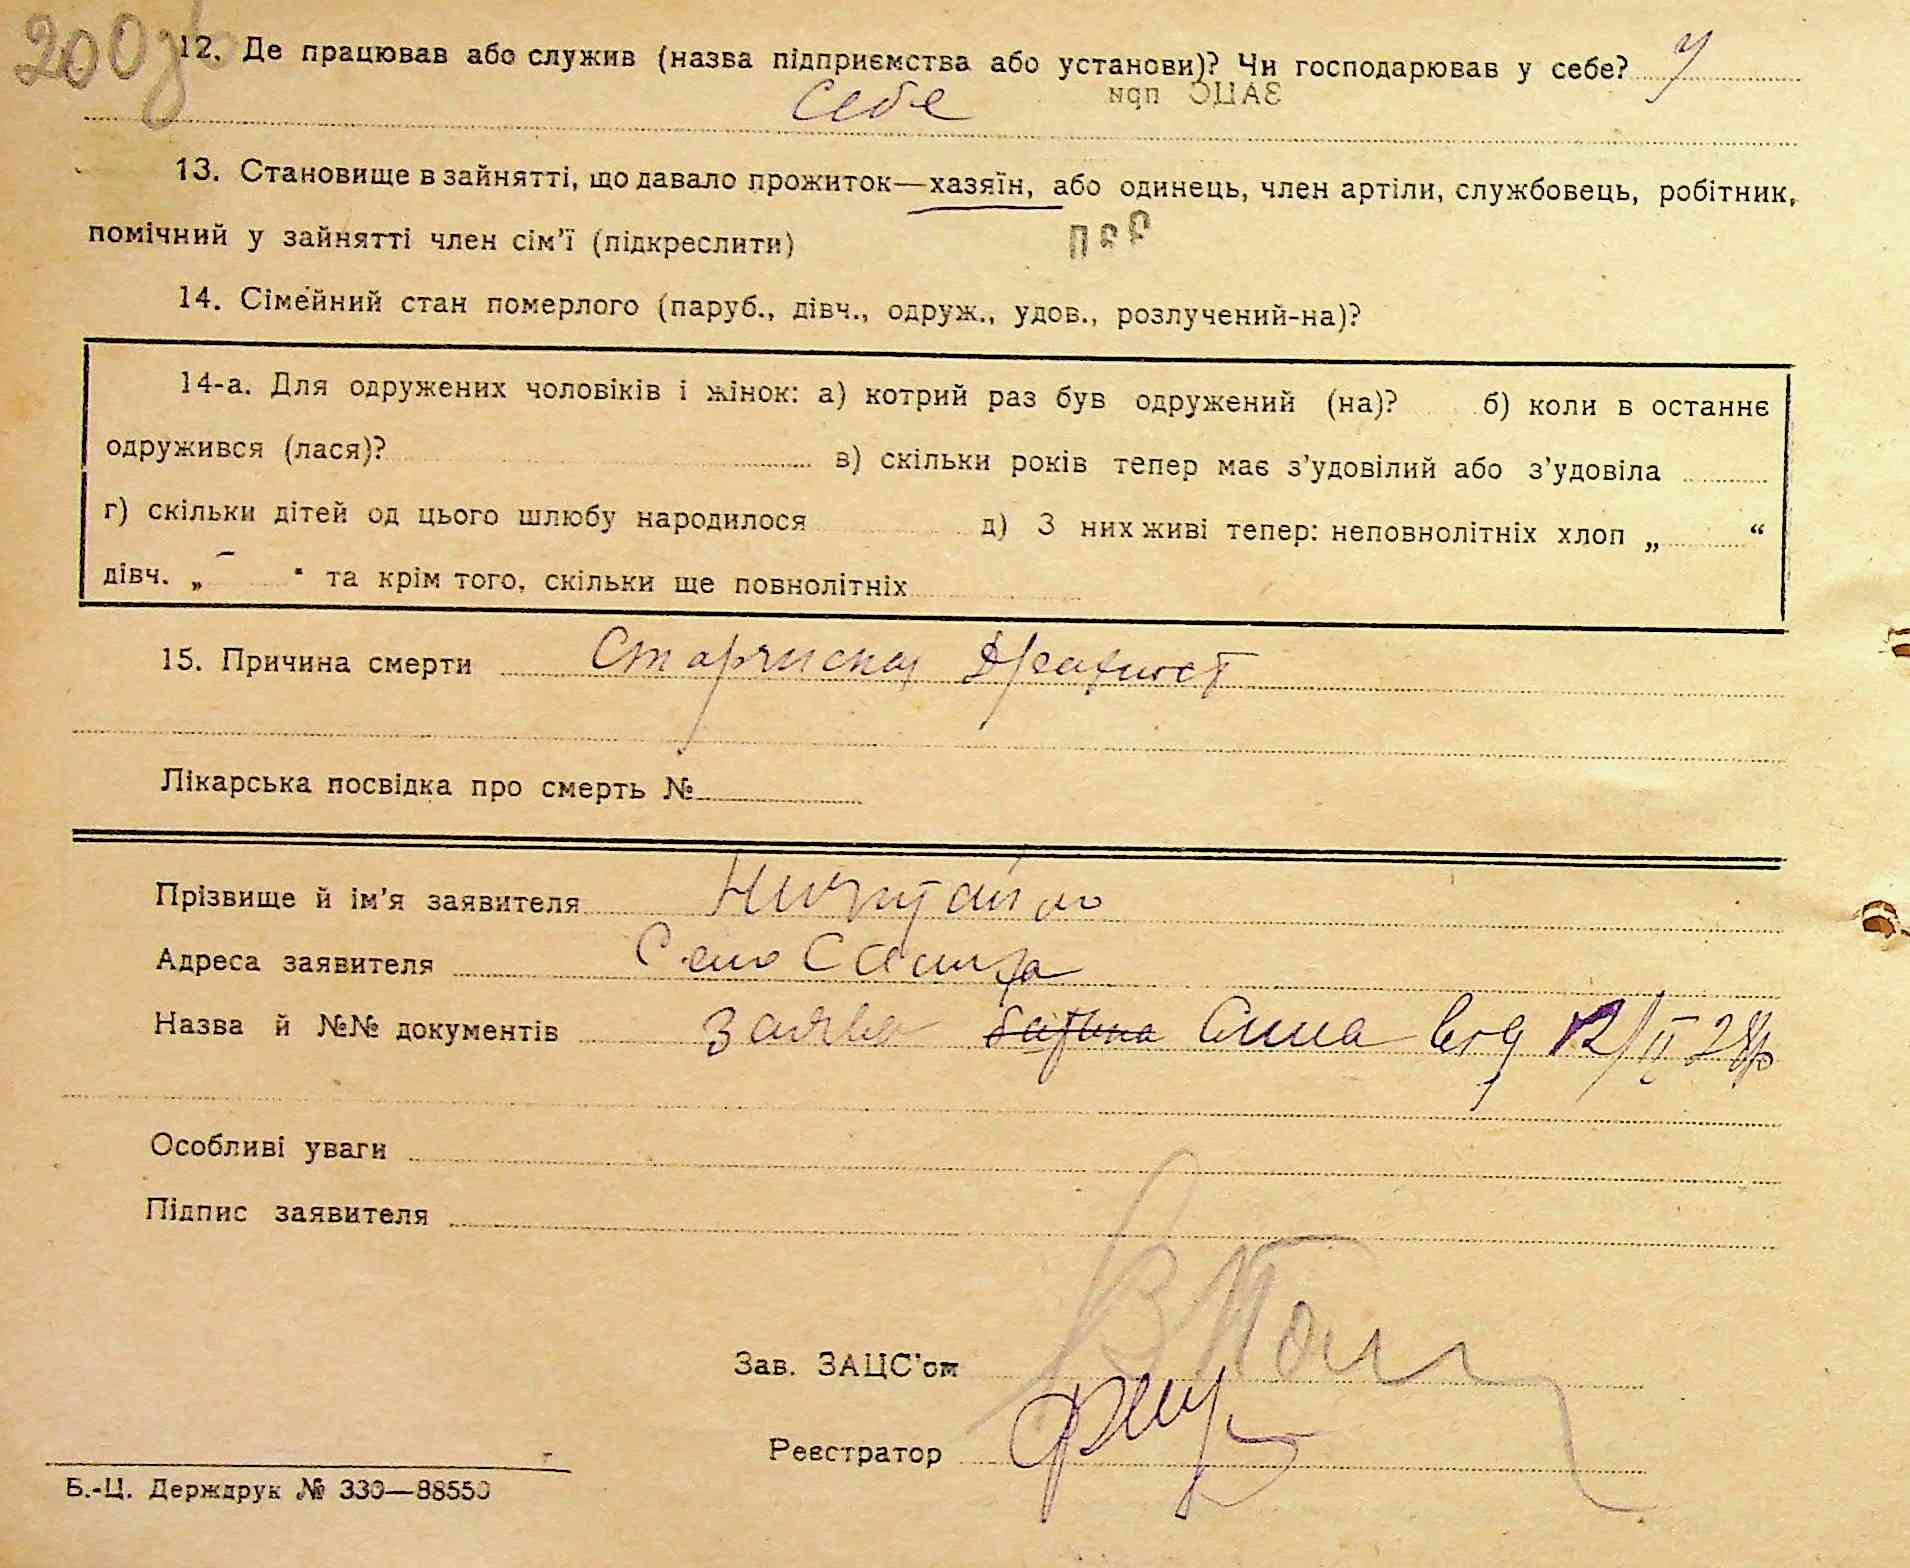 200
12. Де працював або служив (назва підприємства або установи)? Чи господарював у себе? У
себе
13. Становище в зайнятті, що давало прожиток—хазяїн, або одинець, член артіли, службовець, робітник,
помічний у зайнятті член сім’ї (підкреслити)
14. Сімейний стан померлого (паруб., дівч., одруж., удов., розлучений-на)?
14-а. Для одружених чоловіків і жінок: а) котрий раз був одружений (на)? б) коли в останнє
одружився (лася)? в) скільки років тепер має з’удовілий або з’удовіла
г) скільки дітей од цього шлюбу народилося д) З них живі тепер: неповнолітніх хлоп „ “
дівч. „ – “ та крім того, скільки ще повнолітніх
15. Причина смерти
Лікарська посвідка про смерть №
Прізвище й ім’я заявителя
Адреса заявителя Село
Назва й №№ документів заява від 12/II 28р
Особливі уваги
Підпис заявителя
Зав. ЗАЦС’ом
Реєстратор
Б.-Ц. Держдрук № 330—88550